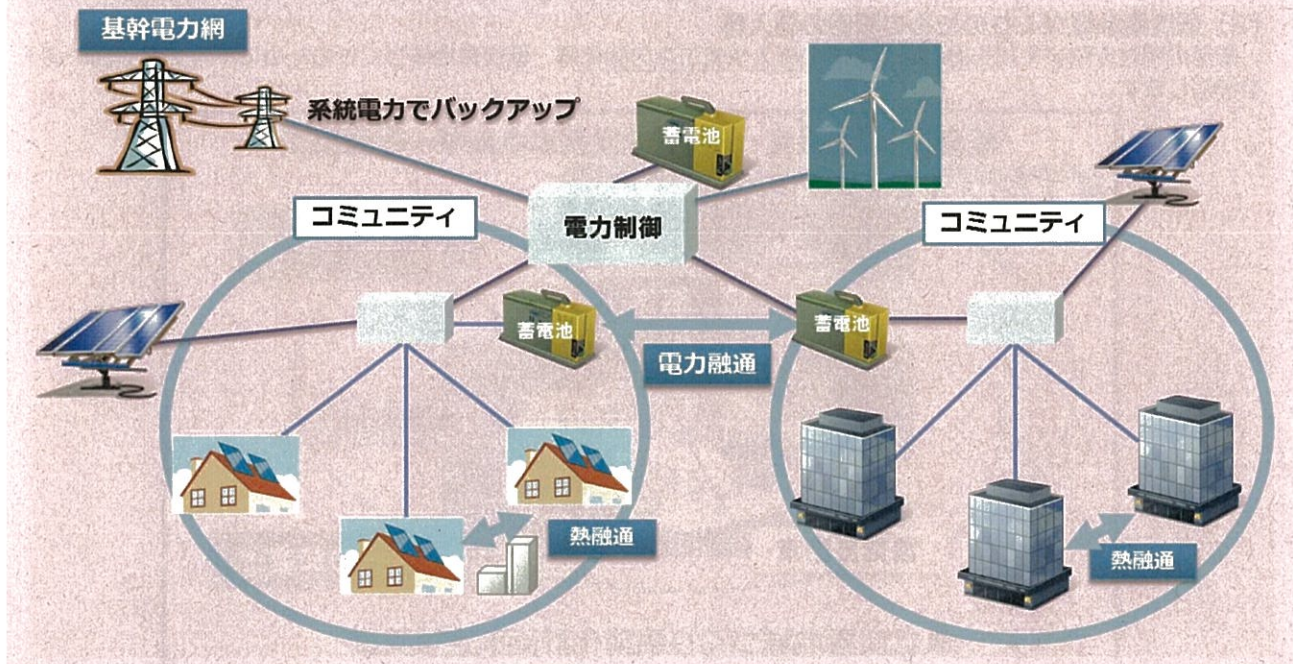 基幹電力網
系統電力でバックアップ
蓄電池
コミュニティ
電力制御
コミュニティ
蓄電池
蓄電池
電力融通
熱融通
熱融通